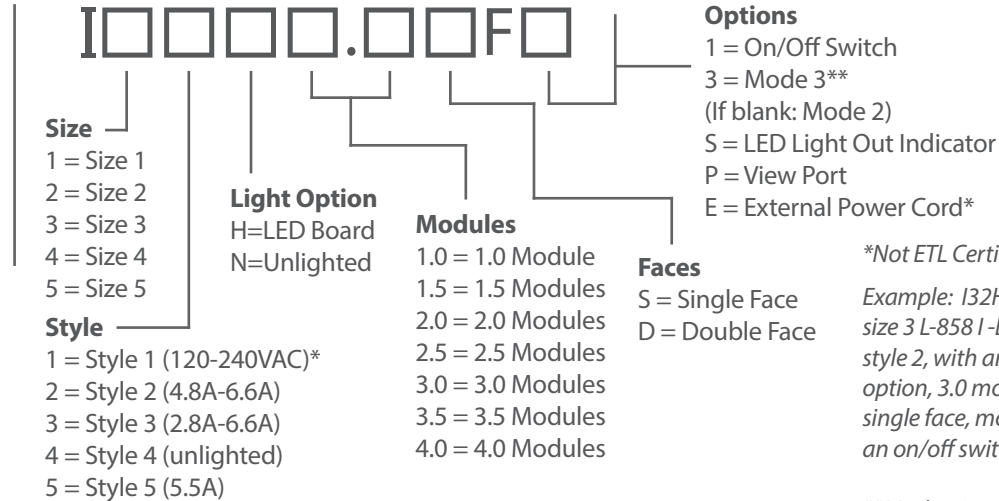 I□□□□.□□F□
Size
1 = Size 1
2 = Size 2
3 = Size 3
4 = Size 4
5 = Size 5
Style
1 = Style 1 (120-240VAC)*
2 = Style 2 (4.8A-6.6A)
3 = Style 3 (2.8A-6.6A)
4 = Style 4 (unlighted)
5 = Style 5 (5.5A)
Light Option
H=LED Board
N=Unlighted
Modules
1.0 = 1.0 Module
1.5 = 1.5 Modules
2.0 = 2.0 Modules
2.5 = 2.5 Modules
3.0 = 3.0 Modules
3.5 = 3.5 Modules
4.0 = 4.0 Modules
Faces
S = Single Face
D = Double Face
Options
1 = On/Off Switch
3 = Mode 3**
(If blank: Mode 2)
S = LED Light Out Indicator
P = View Port
E = External Power Cord*
*Not ETL Certi
Example: I32H
size 3 L-858 I -L
style 2, with an
option, 3.0 mo
single face, mo
an on/off swit